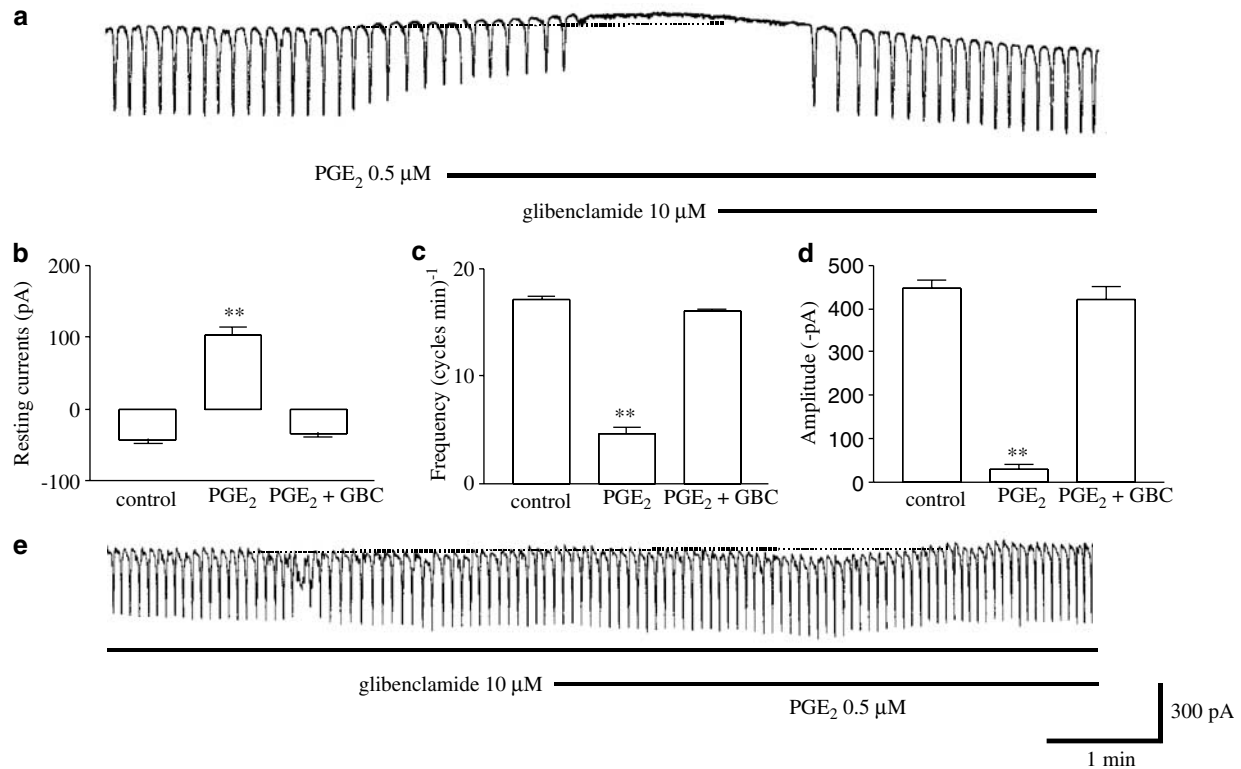 a
PGE₂ 0.5 μM
glibenclamide 10 μM
b
Resting currents (pA)
200
100
0
-100
**
control
PGE₂
PGE₂ + GBC
c
Frequency (cycles min)⁻¹
20
10
0
**
control
PGE₂
PGE₂ + GBC
d
Amplitude (-pA)
500
400
300
200
100
0
**
control
PGE₂
PGE₂ + GBC
e
glibenclamide 10 μM
PGE₂ 0.5 μM
300 pA
1 min